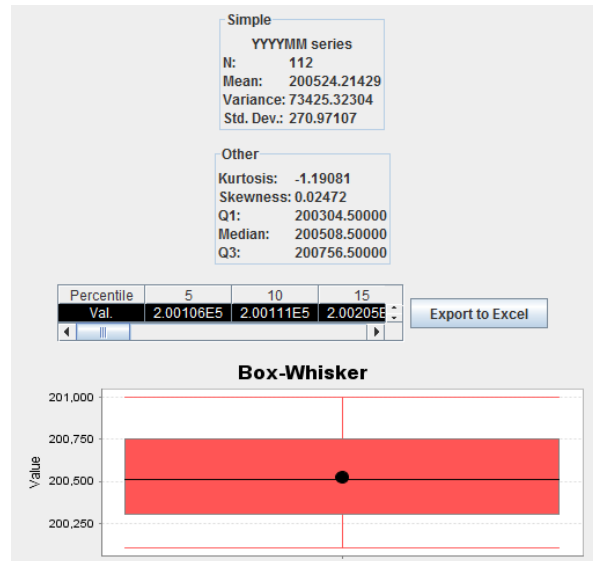 Simple
YYYYMM series
N: 112
Mean: 200524.21429
Variance: 73425.32304
Std. Dev.: 270.97107
Other
Kurtosis: -1.19081
Skewness: 0.02472
Q1: 200304.50000
Median: 200508.50000
Q3: 200756.50000
Percentile 5 10 15
Val. 2.00106E5 2.00111E5 2.00205E
Export to Excel
Box-Whisker
201,000
200,750
200,500
200,250
Value